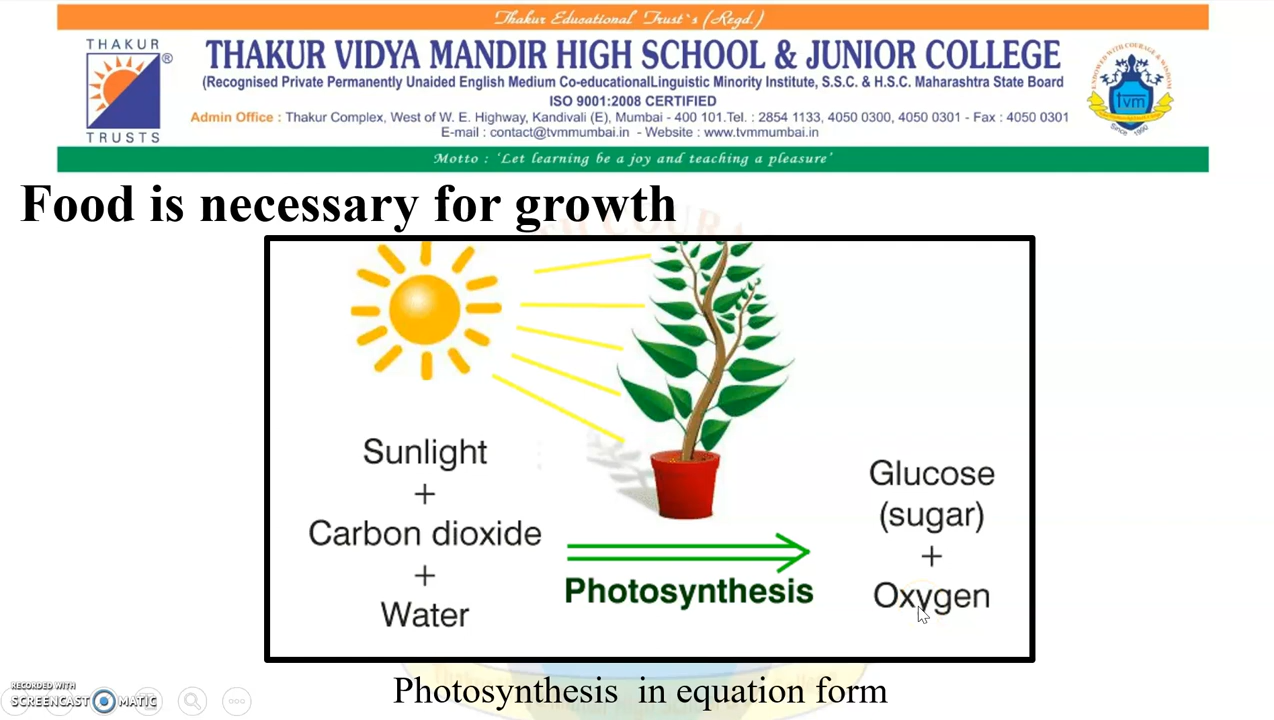 Thakur Educational Trust`s (Regd.)
THAKUR
®
TRUSTS
THAKUR VIDYA MANDIR HIGH SCHOOL & JUNIOR COLLEGE
(Recognised Private Permanently Unaided English Medium Co-educationalLinguistic Minority Institute, S.S.C. & H.S.C. Maharashtra State Board
ISO 9001:2008 CERTIFIED
Admin Office : Thakur Complex, West of W. E. Highway, Kandivali (E), Mumbai - 400 101.Tel. : 2854 1133, 4050 0300, 4050 0301 - Fax : 4050 0301
E-mail : contact@tvmmumbai.in - Website : www.tvmmumbai.in
tvm
Since 1990
Motto : ‘Let learning be a joy and teaching a pleasure’
Food is necessary for growth
Sunlight
+
Carbon dioxide
+
Water
Photosynthesis
Glucose
(sugar)
+
Oxygen
Photosynthesis in equation form
RECORDED WITH
SCREENCAST MATIC